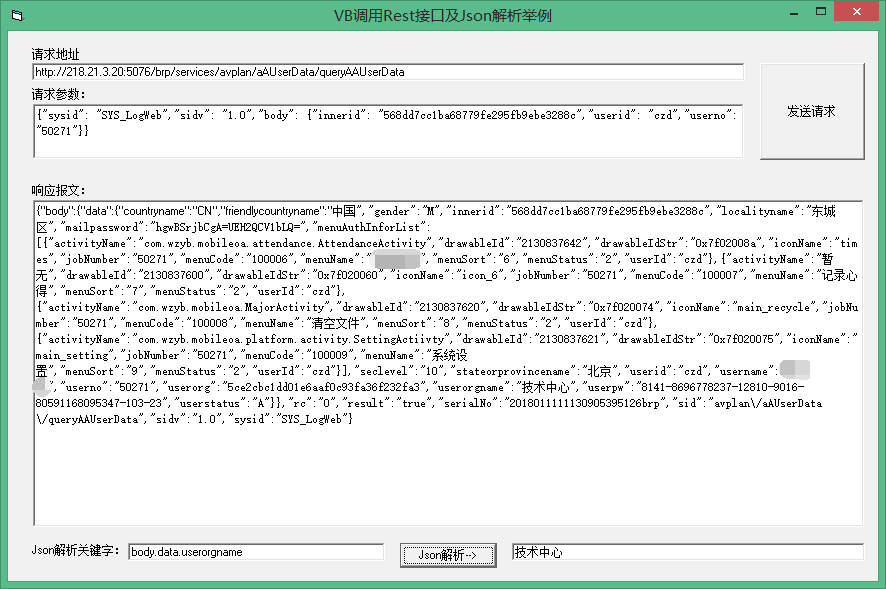 VB调用Rest接口及Json解析举例
请求地址
http://218.21.3.20:5076/brp/services/avplan/aAUserData/queryAAUserData
请求参数：
{"sysid": "SYS_LogWeb","sidv": "1.0","body": {"innerid": "568dd7cc1ba68779fe295fb9ebe3288c","userid": "czd","userno":
"50271"}}
发送请求
响应报文：
{"body":{"data":{"countryname":"CN","friendlycountryname":"中国","gender":"M","innerid":"568dd7cc1ba68779fe295fb9ebe3288c","localityname":"东城
区","mailpassword":"hgwBSrjbCgA=UEH2QCV1bLQ=","menuAuthInforList":
[{"activityName":"com.wzyb.mobileoa.attendance.AttendanceActivity","drawableId":"2130837642","drawableIdStr":"0x7f02008a","iconName":"tim
es","jobNumber":"50271","menuCode":"100006","menuName":"","menuSort":"6","menuStatus":"2","userId":"czd"},{"activityName":"暂
无","drawableId":"2130837600","drawableIdStr":"0x7f020060","iconName":"icon_6","jobNumber":"50271","menuCode":"100007","menuName":"记录心
得","menuSort":"7","menuStatus":"2","userId":"czd"},
{"activityName":"com.wzyb.mobileoa.MajorActivity","drawableId":"2130837620","drawableIdStr":"0x7f020074","iconName":"main_recycle","jobNu
mber":"50271","menuCode":"100008","menuName":"清空文件","menuSort":"8","menuStatus":"2","userId":"czd"},
{"activityName":"com.wzyb.mobileoa.platform.activity.SettingActiivty","drawableId":"2130837621","drawableIdStr":"0x7f020075","iconName":"
main_setting","jobNumber":"50271","menuCode":"100009","menuName":"系统设
置","menuSort":"9","menuStatus":"2","userId":"czd"}],"seclevel":"10","stateorprovincename":"北京","userid":"czd","username":
","userno":"50271","userorg":"5ce2cbc1dd01e6aaf0c93fa36f232fa3","userorgname":"技术中心","userpw":"8141-8696778237-12810-9016-
80591168095347-103-23","userstatus":"A"}},"rc":"0","result":"true","serialNo":"201801111130905395126brp","sid":"avplan\/aAUserData
\/queryAAUserData","sidv":"1.0","sysid":"SYS_LogWeb"}
Json解析关键字：
body.data.userorgname
Json解析-->
技术中心